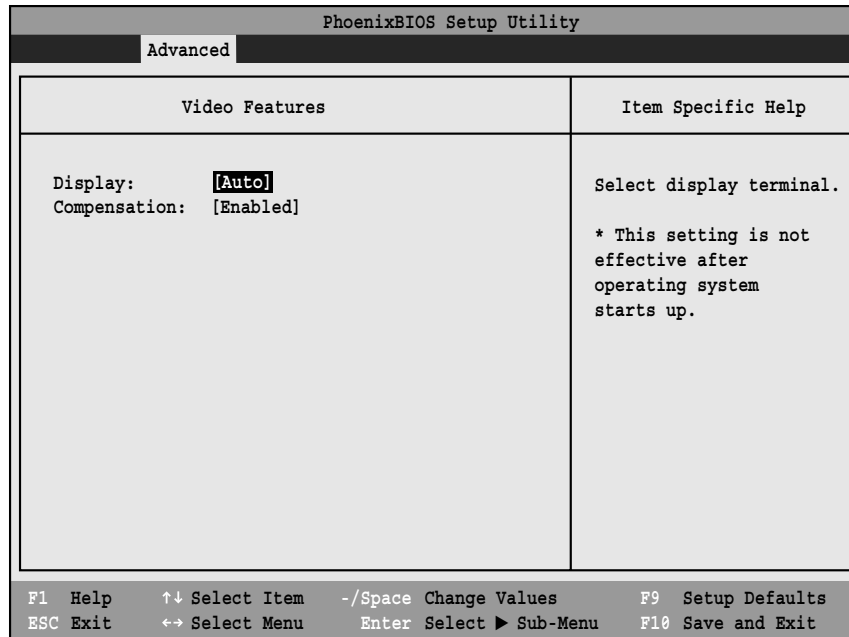 PhoenixBIOS Setup Utility
Advanced
Video Features
Item Specific Help
Display: [Auto]
Compensation: [Enabled]
Select display terminal.
* This setting is not
effective after
operating system
starts up.
F1 Help ↑↓ Select Item -/Space Change Values F9 Setup Defaults
ESC Exit ←→ Select Menu Enter Select ▶ Sub-Menu F10 Save and Exit